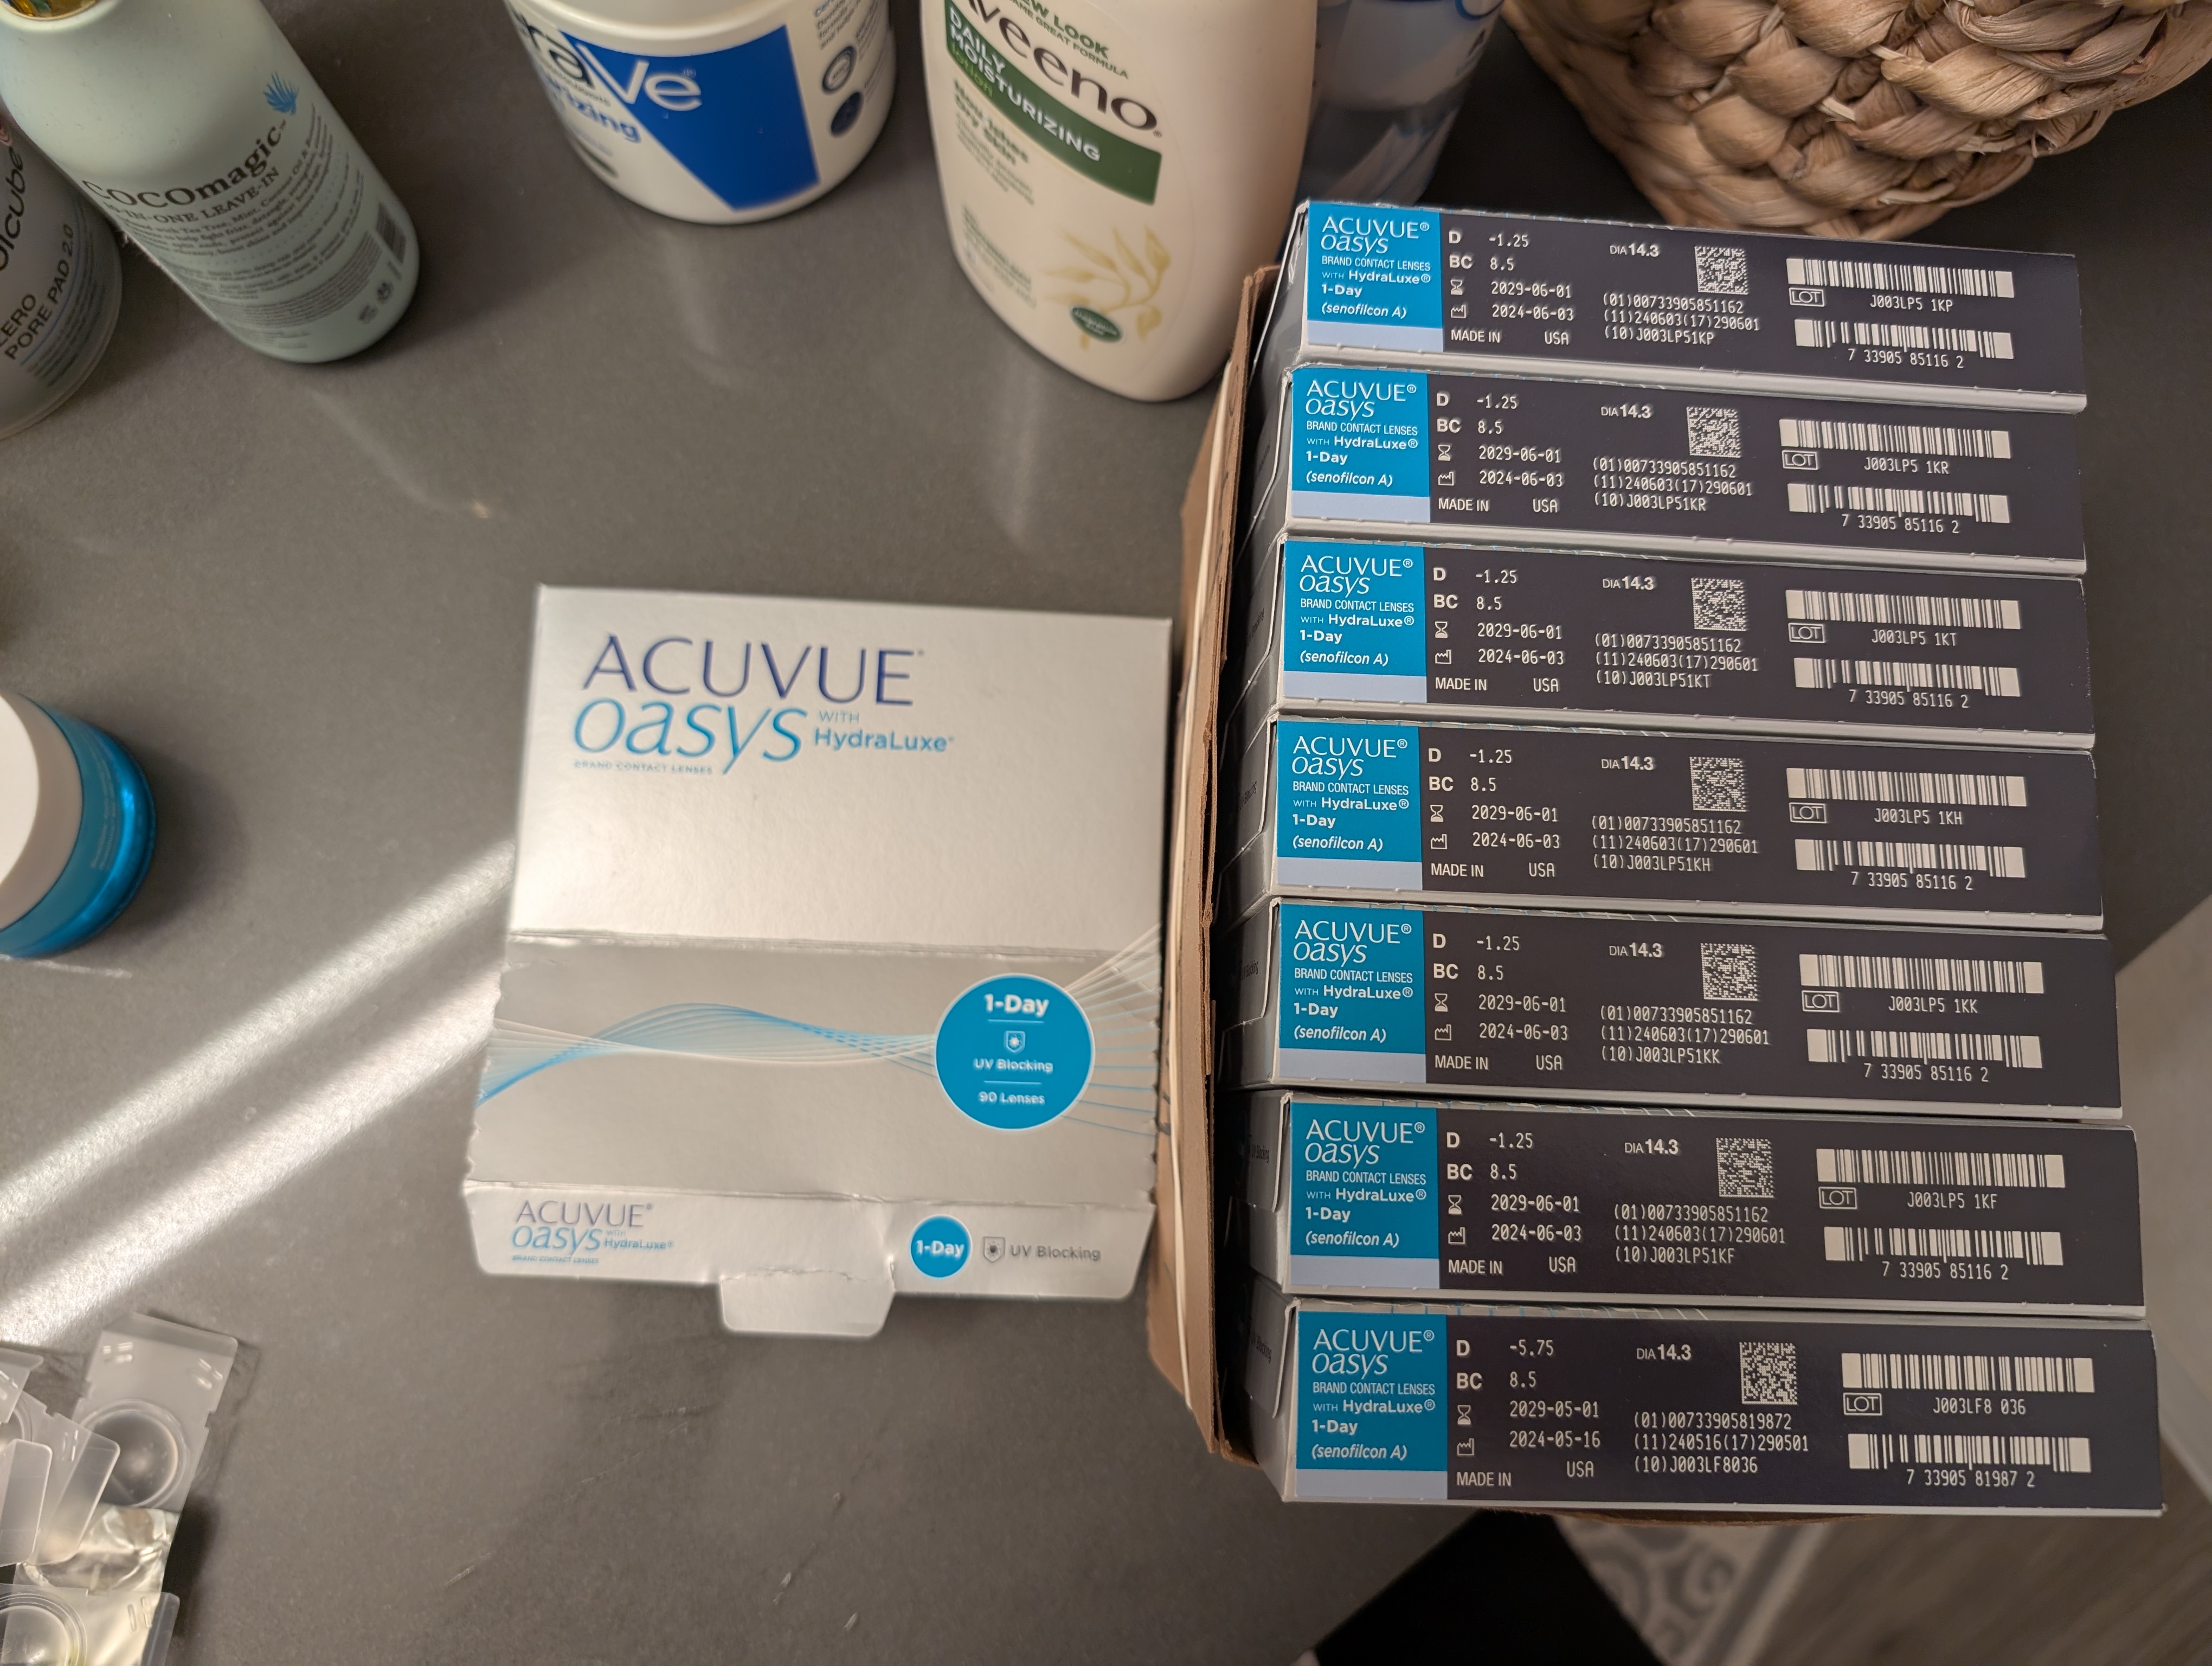 COCOmagic™
PORE PAD 2.0
Ve®
NEW LOOK
SAME GREAT FORMULA
Aveeno®
DAILY
MOISTURIZING
ACUVUE®
oasys WITH
HydraLuxe®
BRAND CONTACT LENSES
1-Day
UV Blocking
90 Lenses
ACUVUE®
oasys WITH
HydraLuxe®
BRAND CONTACT LENSES
1-Day UV Blocking
ACUVUE®
oasys
BRAND CONTACT LENSES
WITH HydraLuxe®
1-Day
(senofilcon A)
D -1.25
BC 8.5
2029-06-01
2024-06-03
MADE IN USA
DIA 14.3
(01)00733905851162
(11)240603(17)290601
(10)J003LP51KP
LOT J003LP5 1KP
7 33905 85116 2
ACUVUE®
oasys
BRAND CONTACT LENSES
WITH HydraLuxe®
1-Day
(senofilcon A)
D -1.25
BC 8.5
2029-06-01
2024-06-03
MADE IN USA
DIA 14.3
(01)00733905851162
(11)240603(17)290601
(10)J003LP51KR
LOT J003LP5 1KR
7 33905 85116 2
ACUVUE®
oasys
BRAND CONTACT LENSES
WITH HydraLuxe®
1-Day
(senofilcon A)
D -1.25
BC 8.5
2029-06-01
2024-06-03
MADE IN USA
DIA 14.3
(01)00733905851162
(11)240603(17)290601
(10)J003LP51KT
LOT J003LP5 1KT
7 33905 85116 2
ACUVUE®
oasys
BRAND CONTACT LENSES
WITH HydraLuxe®
1-Day
(senofilcon A)
D -1.25
BC 8.5
2029-06-01
2024-06-03
MADE IN USA
DIA 14.3
(01)00733905851162
(11)240603(17)290601
(10)J003LP51KH
LOT J003LP5 1KH
7 33905 85116 2
ACUVUE®
oasys
BRAND CONTACT LENSES
WITH HydraLuxe®
1-Day
(senofilcon A)
D -1.25
BC 8.5
2029-06-01
2024-06-03
MADE IN USA
DIA 14.3
(01)00733905851162
(11)240603(17)290601
(10)J003LP51KK
LOT J003LP5 1KK
7 33905 85116 2
ACUVUE®
oasys
BRAND CONTACT LENSES
WITH HydraLuxe®
1-Day
(senofilcon A)
D -1.25
BC 8.5
2029-06-01
2024-06-03
MADE IN USA
DIA 14.3
(01)00733905851162
(11)240603(17)290601
(10)J003LP51KF
LOT J003LP5 1KF
7 33905 85116 2
ACUVUE®
oasys
BRAND CONTACT LENSES
WITH HydraLuxe®
1-Day
(senofilcon A)
D -5.75
BC 8.5
2029-05-01
2024-05-16
MADE IN USA
DIA 14.3
(01)00733905819872
(11)240516(17)290501
(10)J003LF8036
LOT J003LF8 036
7 33905 81987 2